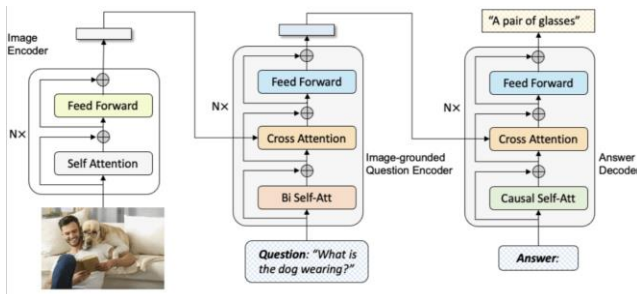 Image
Encoder
N×
Feed Forward
Self Attention
N×
Feed Forward
Cross Attention
Bi Self-Att
Image-grounded
Question Encoder
Question: “What is
the dog wearing?”
“A pair of glasses”
N×
Feed Forward
Cross Attention
Causal Self-Att
Answer
Decoder
Answer: